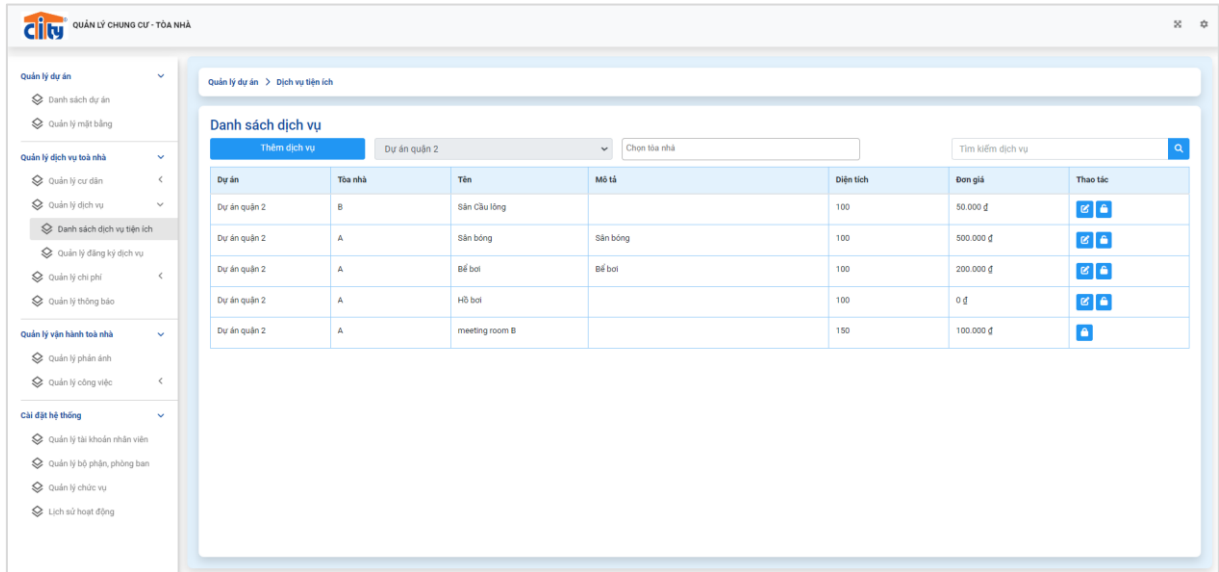 city QUẢN LÝ CHUNG CƯ - TÒA NHÀ
Quản lý dự án
Danh sách dự án
Quản lý mặt bằng
Quản lý dịch vụ toà nhà
Quản lý cư dân
Quản lý dịch vụ
Danh sách dịch vụ tiện ích
Quản lý đăng ký dịch vụ
Quản lý chi phí
Quản lý thông báo
Quản lý vận hành toà nhà
Quản lý phản ánh
Quản lý công việc
Cài đặt hệ thống
Quản lý tài khoản nhân viên
Quản lý bộ phận, phòng ban
Quản lý chức vụ
Lịch sử hoạt động
Quản lý dự án > Dịch vụ tiện ích
Danh sách dịch vụ
Thêm dịch vụ Dự án quận 2 Chọn tòa nhà Tìm kiếm dịch vụ
Dự án Tòa nhà Tên Mô tả Diện tích Đơn giá Thao tác
Dự án quận 2 B Sân Cầu lông 100 50.000 ₫
Dự án quận 2 A Sân bóng Sân bóng 100 500.000 ₫
Dự án quận 2 A Bể bơi Bể bơi 100 200.000 ₫
Dự án quận 2 A Hồ bơi 100 0 ₫
Dự án quận 2 A meeting room B 150 100.000 ₫